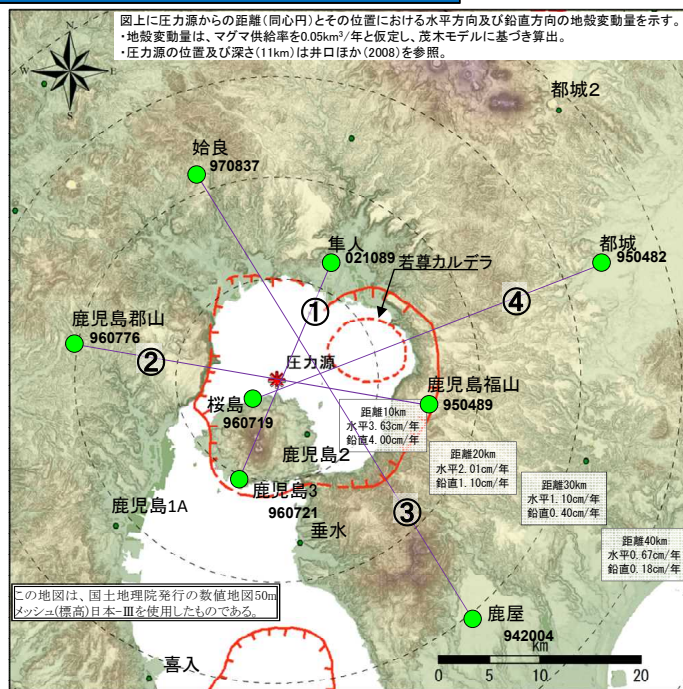 図上に圧力源からの距離(同心円)とその位置における水平方向及び鉛直方向の地殻変動量を示す。
・地殻変動量は、マグマ供給率を0.05km³/年と仮定し、茂木モデルに基づき算出。
・圧力源の位置及び深さ(11km)は井口ほか(2008)を参照。
N
W
E
S
都城2
姶良
970837
隼人
021089
若尊カルデラ
都城
950482
④
①
鹿児島郡山
960776
②
圧力源
桜島
960719
鹿児島福山
950489
距離10km
水平3.63cm/年
鉛直4.00cm/年
鹿児島2
距離20km
水平2.01cm/年
鉛直1.10cm/年
距離30km
水平1.10cm/年
鉛直0.40cm/年
鹿児島3
960721
鹿児島1A
③
垂水
距離40km
水平0.67cm/年
鉛直0.18cm/年
この地図は、国土地理院発行の数値地図50m
メッシュ(標高)日本-Ⅲを使用したものである。
鹿屋
942004
喜入
km
0 10 20